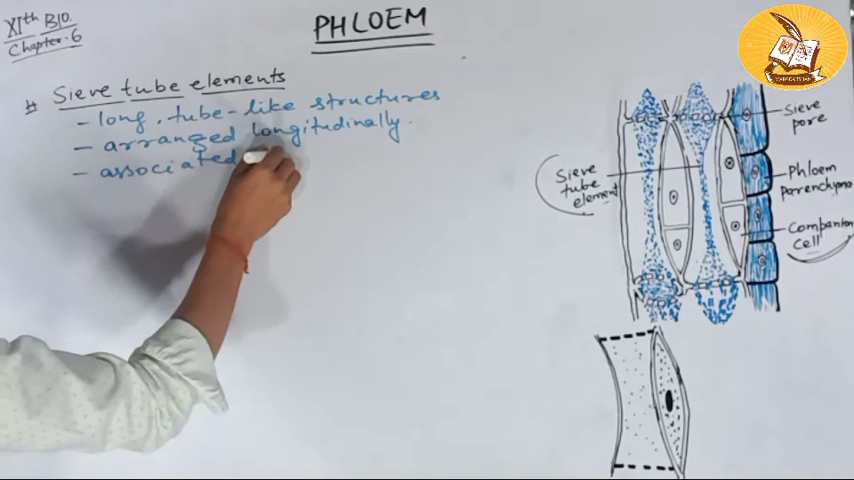 XIth BIO.
Chapter-6
PHLOEM
# Sieve tube elements
- long, tube-like structures
- arranged longitudinally.
- associated
Sieve
pore
Sieve
tube
element
Phloem
parenchyma
Companion
cell